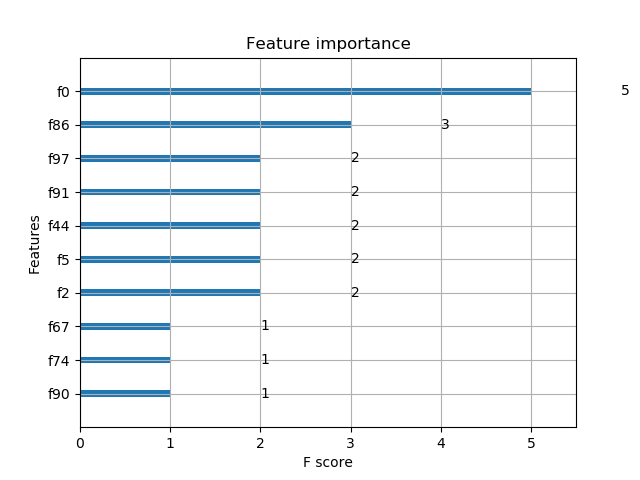 Feature importance
f0 5
f86 3
f97 2
f91 2
f44 2
f5 2
f2 2
f67 1
f74 1
f90 1
Features
0 1 2 3 4 5
F score